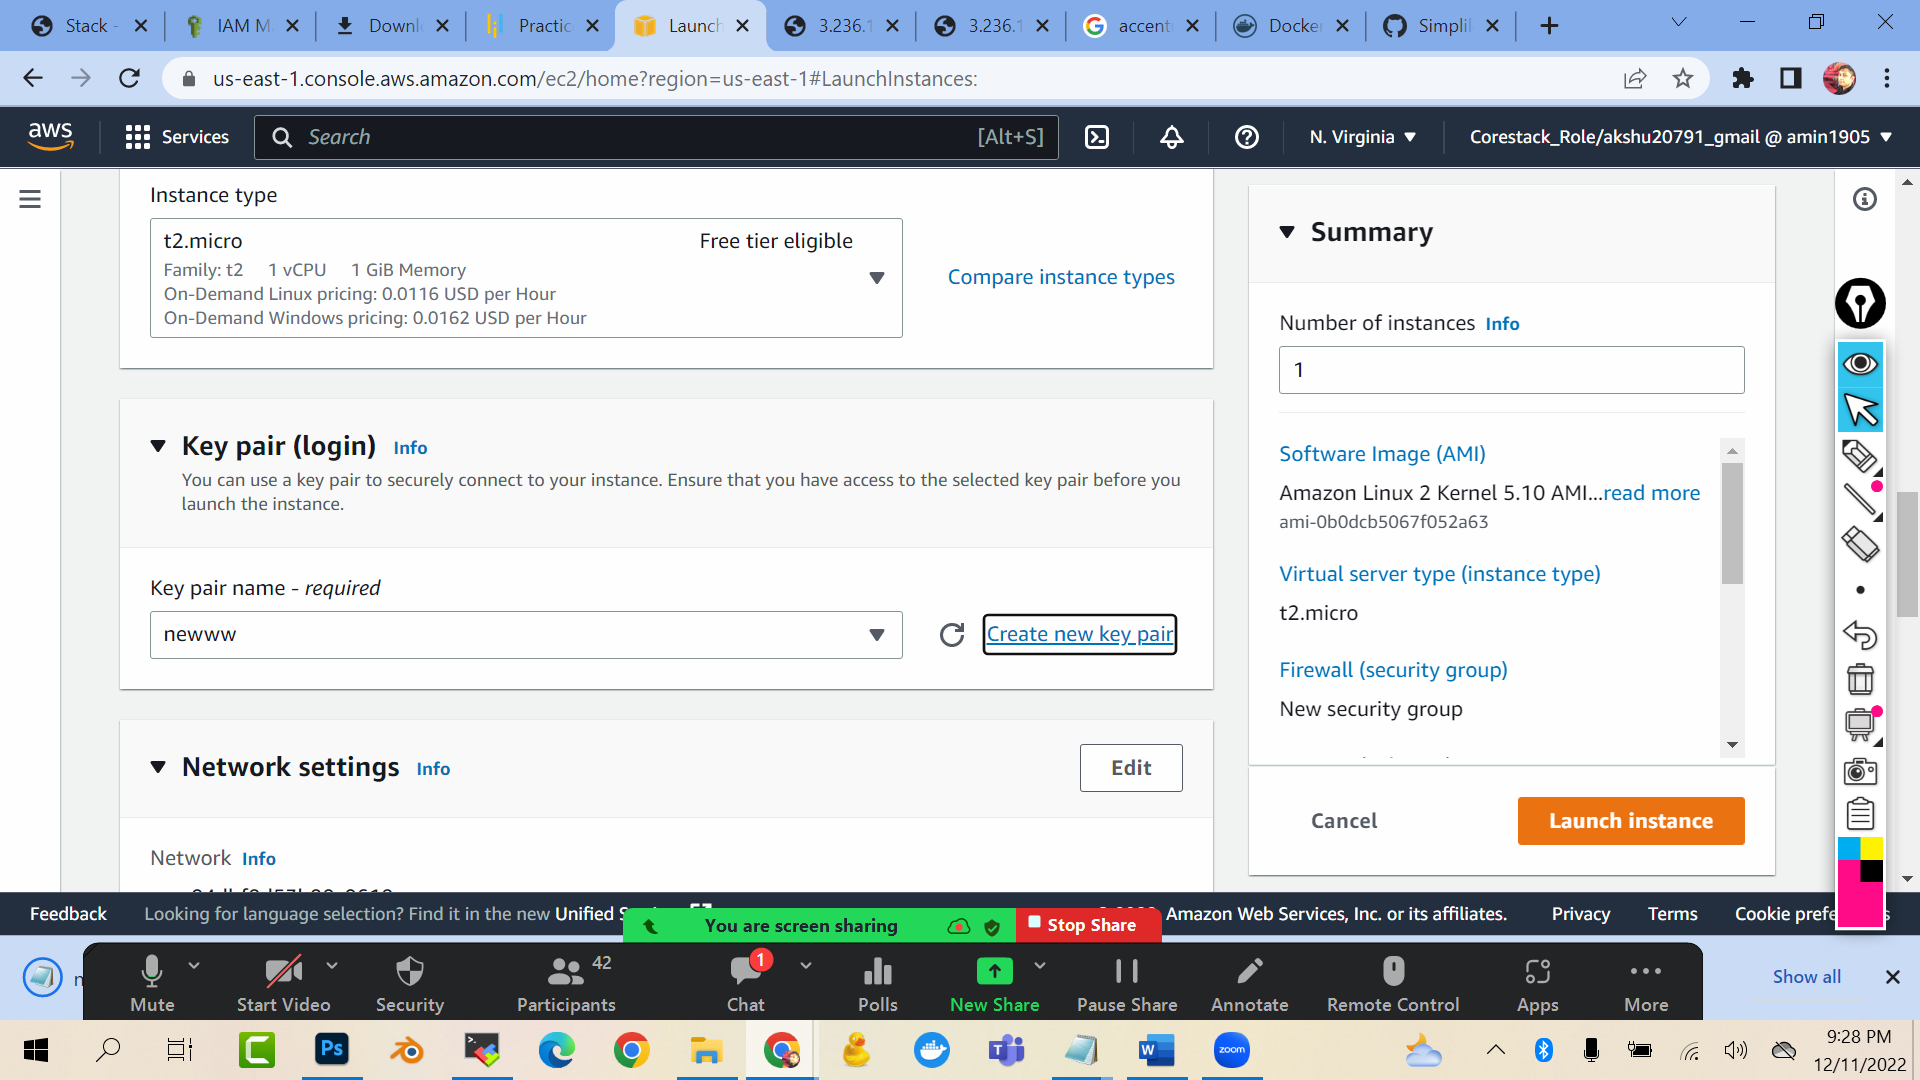 Stack -
IAM M
Downl
Practic
Launch
3.236.1
3.236.1
accent
Docker
Simplil
us-east-1.console.aws.amazon.com/ec2/home?region=us-east-1#LaunchInstances:
aws
Services
Search
[Alt+S]
N. Virginia
Corestack_Role/akshu20791_gmail @ amin1905
Instance type
t2.micro
Free tier eligible
Family: t2 1 vCPU 1 GiB Memory
On-Demand Linux pricing: 0.0116 USD per Hour
On-Demand Windows pricing: 0.0162 USD per Hour
Compare instance types
Key pair (login) Info
You can use a key pair to securely connect to your instance. Ensure that you have access to the selected key pair before you
launch the instance.
Key pair name - required
newww
Create new key pair
Network settings Info
Edit
Network Info
Summary
Number of instances Info
1
Software Image (AMI)
Amazon Linux 2 Kernel 5.10 AMI...read more
ami-0b0dcb5067f052a63
Virtual server type (instance type)
t2.micro
Firewall (security group)
New security group
Cancel
Launch instance
Feedback
Looking for language selection? Find it in the new Unified S
Amazon Web Services, Inc. or its affiliates.
Privacy
Terms
Cookie prefe
You are screen sharing
Stop Share
Mute
Start Video
Security
Participants
42
Chat
1
Polls
New Share
Pause Share
Annotate
Remote Control
Apps
More
Show all
Ps
T
W
zoom
9:28 PM
12/11/2022